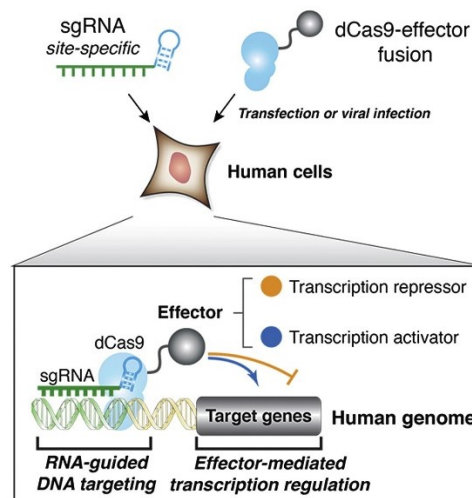 sgRNA
site-specific
dCas9-effector
fusion
Transfection or viral infection
Human cells
Effector
Transcription repressor
Transcription activator
dCas9
sgRNA
Target genes
Human genome
RNA-guided
DNA targeting
Effector-mediated
transcription regulation